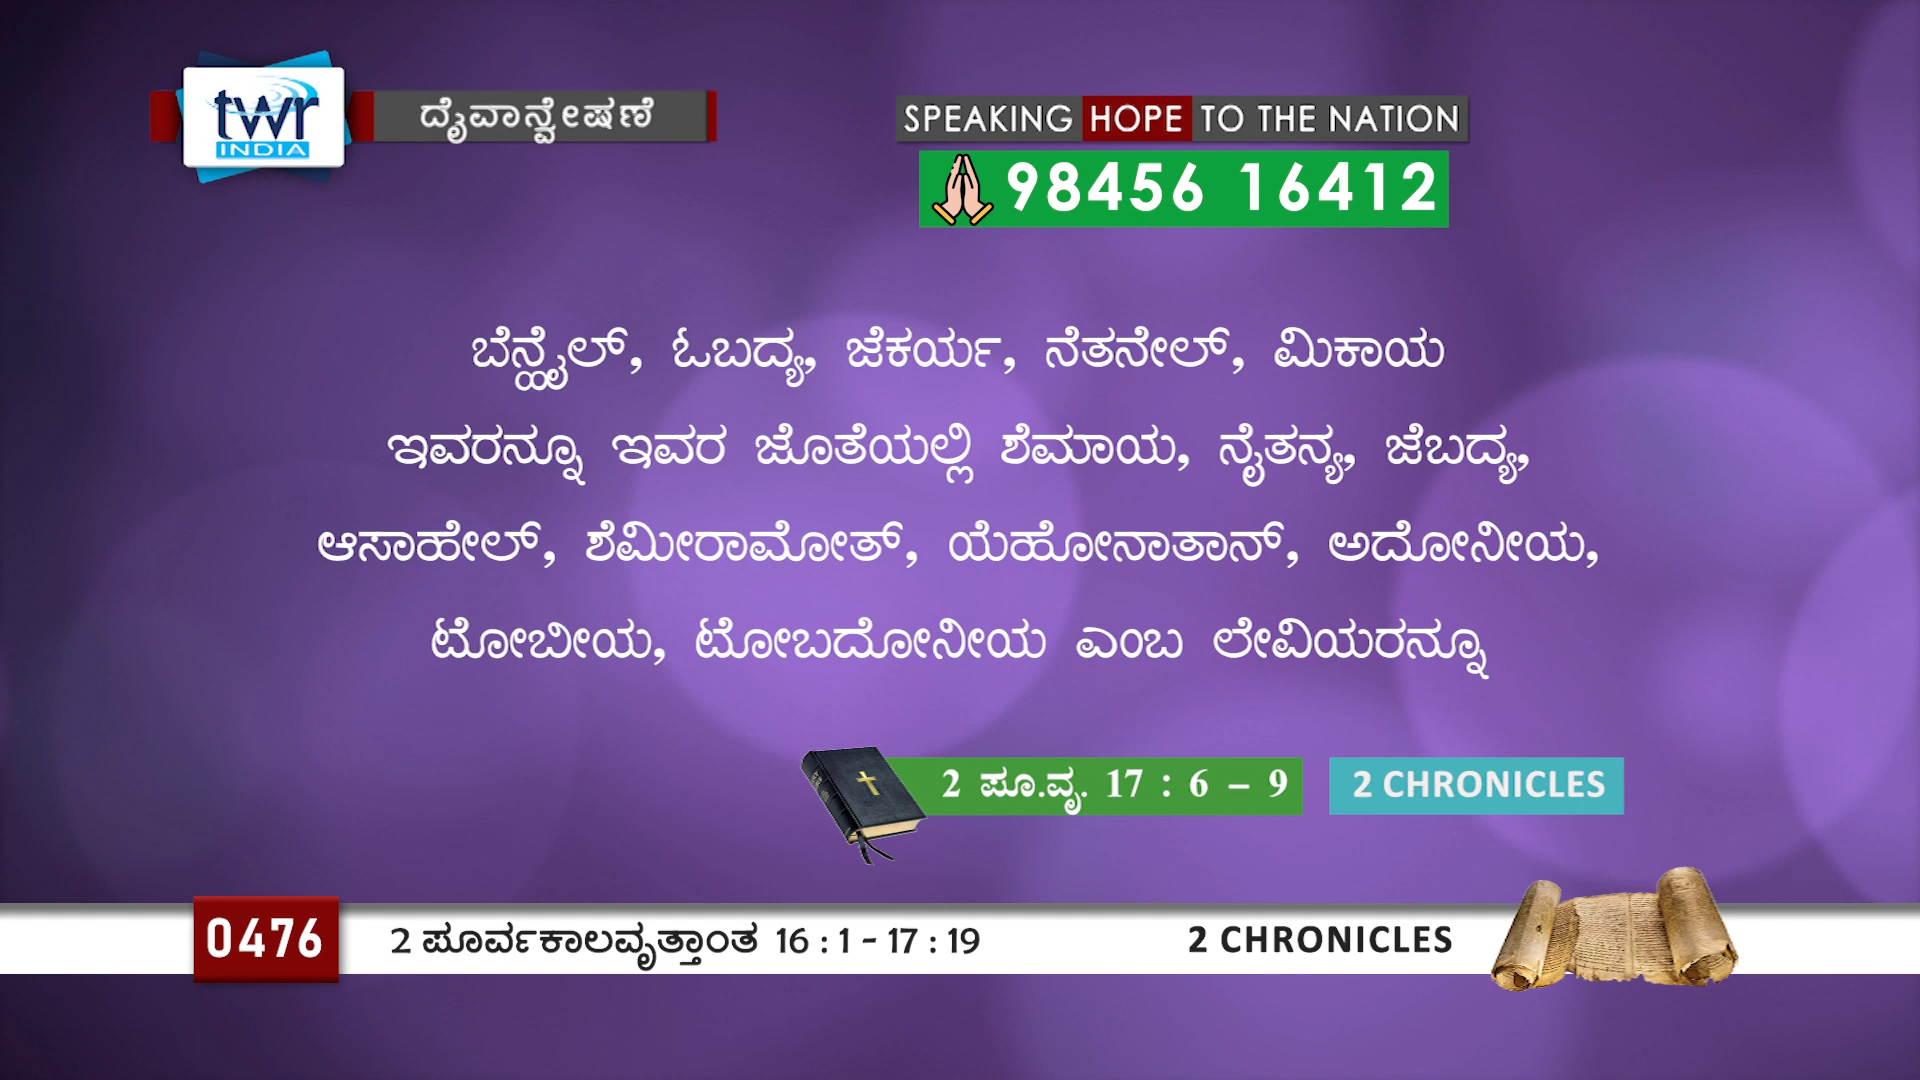 twr
INDIA
ದೈವಾನ್ವೇಷಣೆ
SPEAKING HOPE TO THE NATION
98456 16412
ಬೆನ್ಹೈಲ್, ಓಬದ್ಯ, ಜೆಕರ್ಯ, ನೆತನೇಲ್, ಮಿಕಾಯ
ಇವರನ್ನೂ ಇವರ ಜೊತೆಯಲ್ಲಿ ಶೆಮಾಯ, ನೈತನ್ಯ, ಜೆಬದ್ಯ,
ಆಸಾಹೇಲ್, ಶೆಮೀರಾಮೋತ್, ಯೆಹೋನಾತಾನ್, ಅದೋನೀಯ,
ಟೋಬೀಯ, ಟೋಬದೋನೀಯ ಎಂಬ ಲೇವಿಯರನ್ನೂ
2 ಪೂ.ವೃ. 17 : 6 – 9 2 CHRONICLES
0476 2 ಪೂರ್ವಕಾಲವೃತ್ತಾಂತ 16 : 1 - 17 : 19 2 CHRONICLES